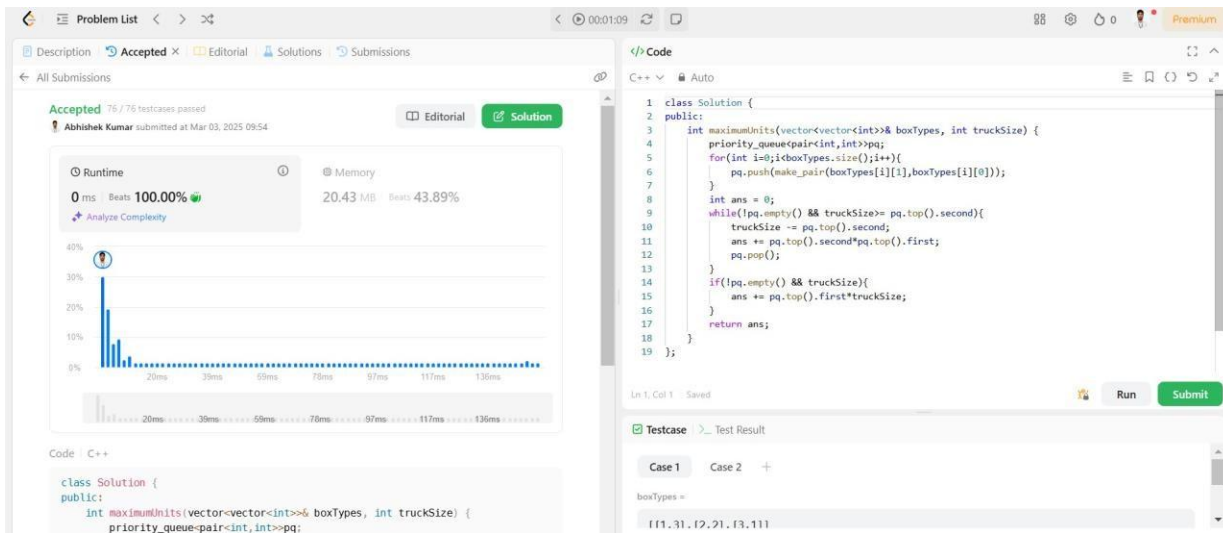 Problem List
00:01:09
0
Premium
Description
Accepted
Editorial
Solutions
Submissions
All Submissions
Accepted 76 / 76 testcases passed
Abhishek Kumar submitted at Mar 03, 2025 09:54
Editorial
Solution
Runtime
0 ms Beats 100.00%
Analyze Complexity
Memory
20.43 MB Beats 43.89%
40%
30%
20%
10%
0%
20ms 39ms 59ms 78ms 97ms 117ms 136ms
20ms 39ms 59ms 78ms 97ms 117ms 136ms
Code C++
class Solution {
public:
int maximumUnits(vector<vector<int>>& boxTypes, int truckSize) {
priority_queue<pair<int,int>>pq;
</> Code
C++ Auto
1 class Solution {
2 public:
3 int maximumUnits(vector<vector<int>>& boxTypes, int truckSize) {
4 priority_queue<pair<int,int>>pq;
5 for(int i=0;i<boxTypes.size();i++){
6 pq.push(make_pair(boxTypes[i][1],boxTypes[i][0]));
7 }
8 int ans = 0;
9 while(!pq.empty() && truckSize>= pq.top().second){
10 truckSize -= pq.top().second;
11 ans += pq.top().second*pq.top().first;
12 pq.pop();
13 }
14 if(!pq.empty() && truckSize){
15 ans += pq.top().first*truckSize;
16 }
17 return ans;
18 }
19 };
Ln 1, Col 1 Saved
Run
Submit
Testcase
>_ Test Result
Case 1
Case 2
+
boxTypes =
[[1,3],[2,2],[3,1]]